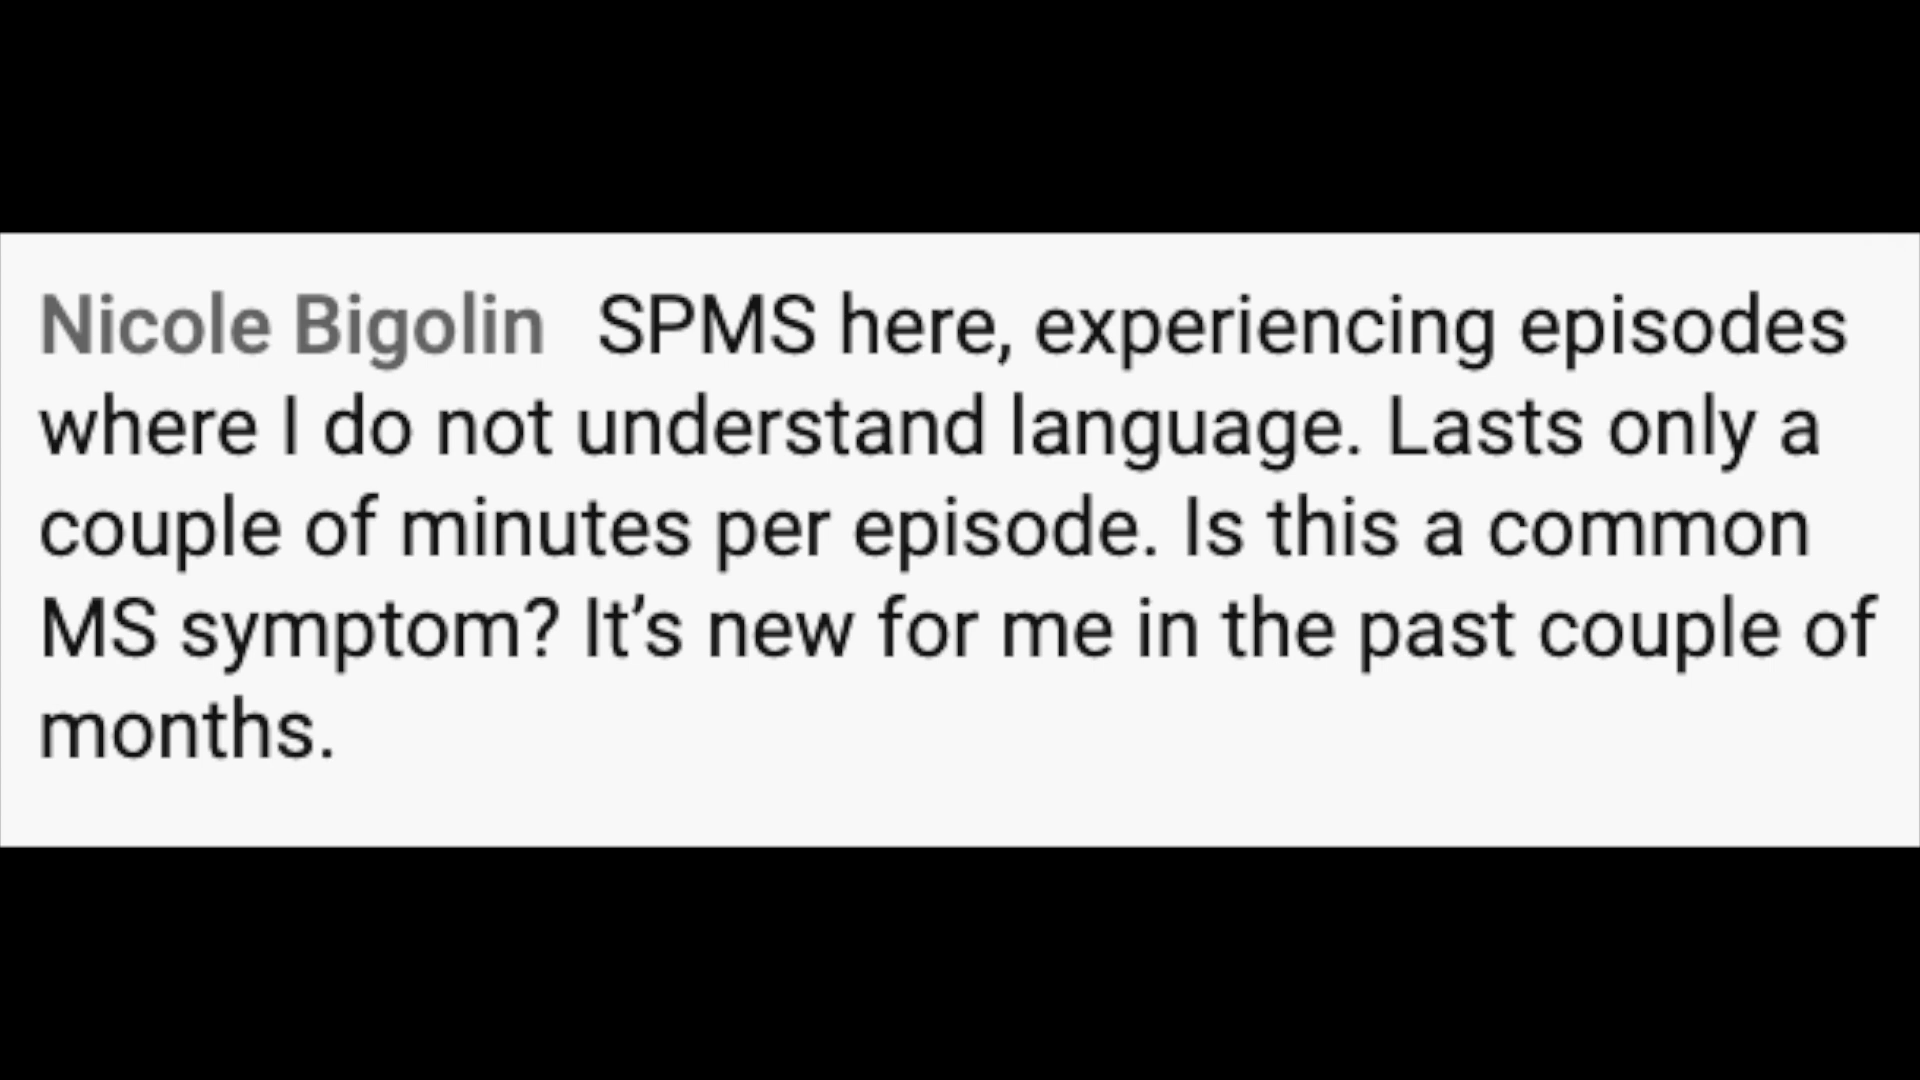 Nicole Bigolin SPMS here, experiencing episodes
where I do not understand language. Lasts only a
couple of minutes per episode. Is this a common
MS symptom? It’s new for me in the past couple of
months.